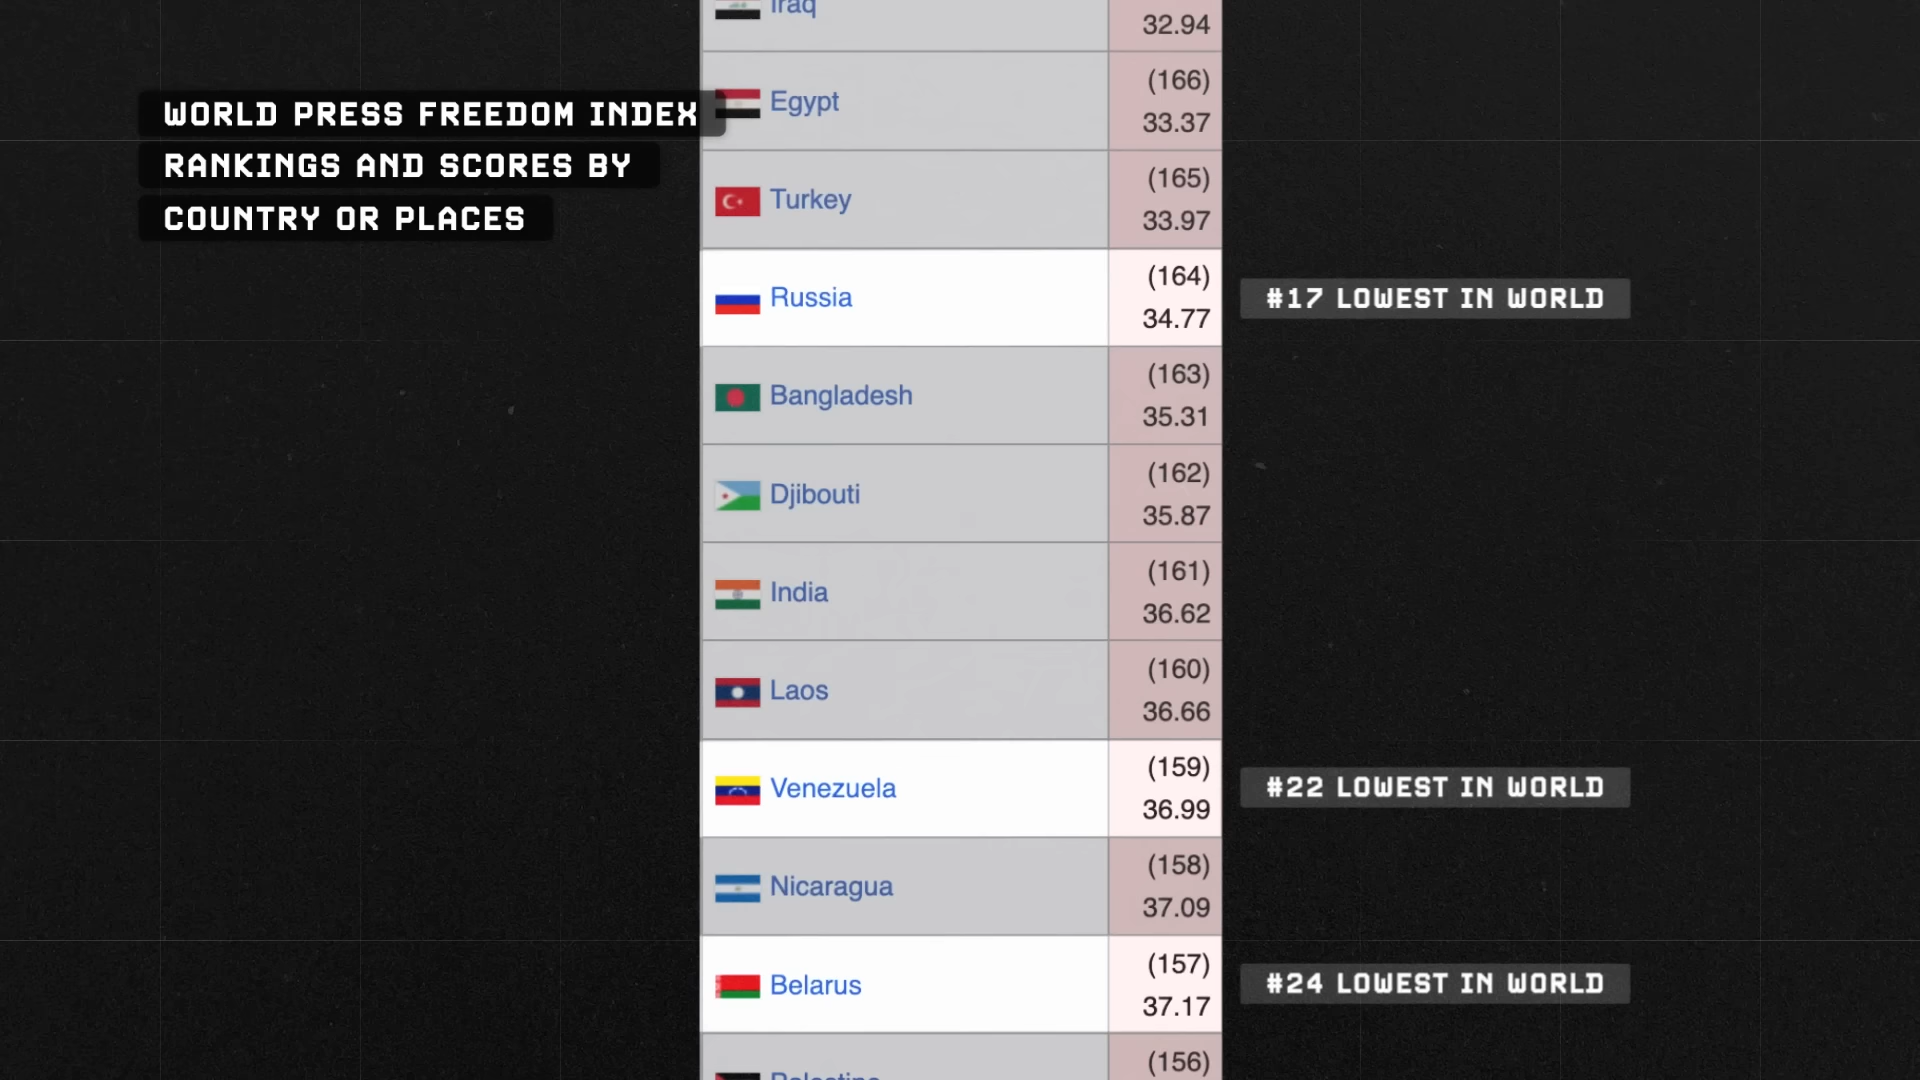 WORLD PRESS FREEDOM INDEX
RANKINGS AND SCORES BY
COUNTRY OR PLACES
Iraq
32.94
Egypt
(166)
33.37
Turkey
(165)
33.97
Russia
(164)
34.77
#17 LOWEST IN WORLD
Bangladesh
(163)
35.31
Djibouti
(162)
35.87
India
(161)
36.62
Laos
(160)
36.66
Venezuela
(159)
36.99
#22 LOWEST IN WORLD
Nicaragua
(158)
37.09
Belarus
(157)
37.17
#24 LOWEST IN WORLD
(156)